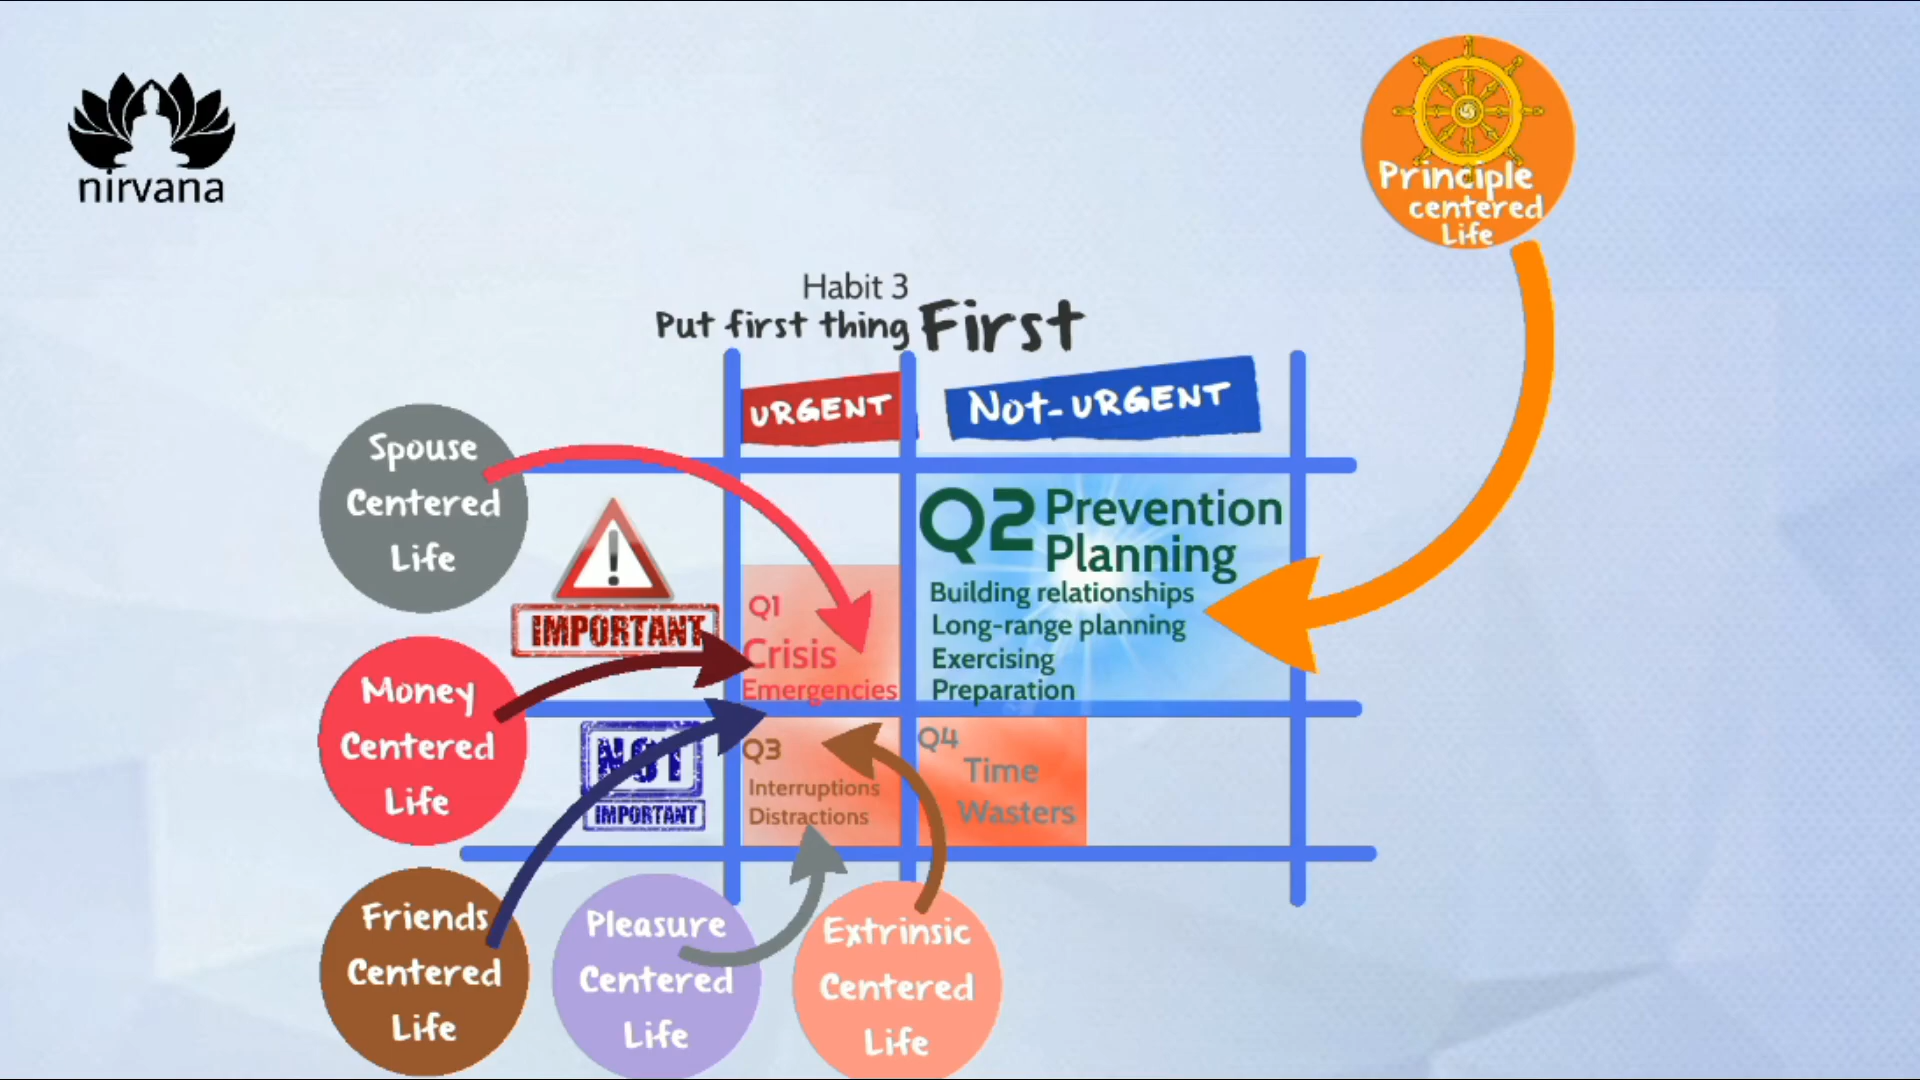 nirvana
Principle
centered
Life
Habit 3
Put first thing First
URGENT
Not-URGENT
Spouse
Centered
Life
IMPORTANT
Q1
Crisis
Emergencies
Q2 Prevention
Planning
Building relationships
Long-range planning
Exercising
Preparation
Money
Centered
Life
NOT
IMPORTANT
Q3
Interruptions
Distractions
Q4
Time
Wasters
Friends
Centered
Life
Pleasure
Centered
Life
Extrinsic
Centered
Life